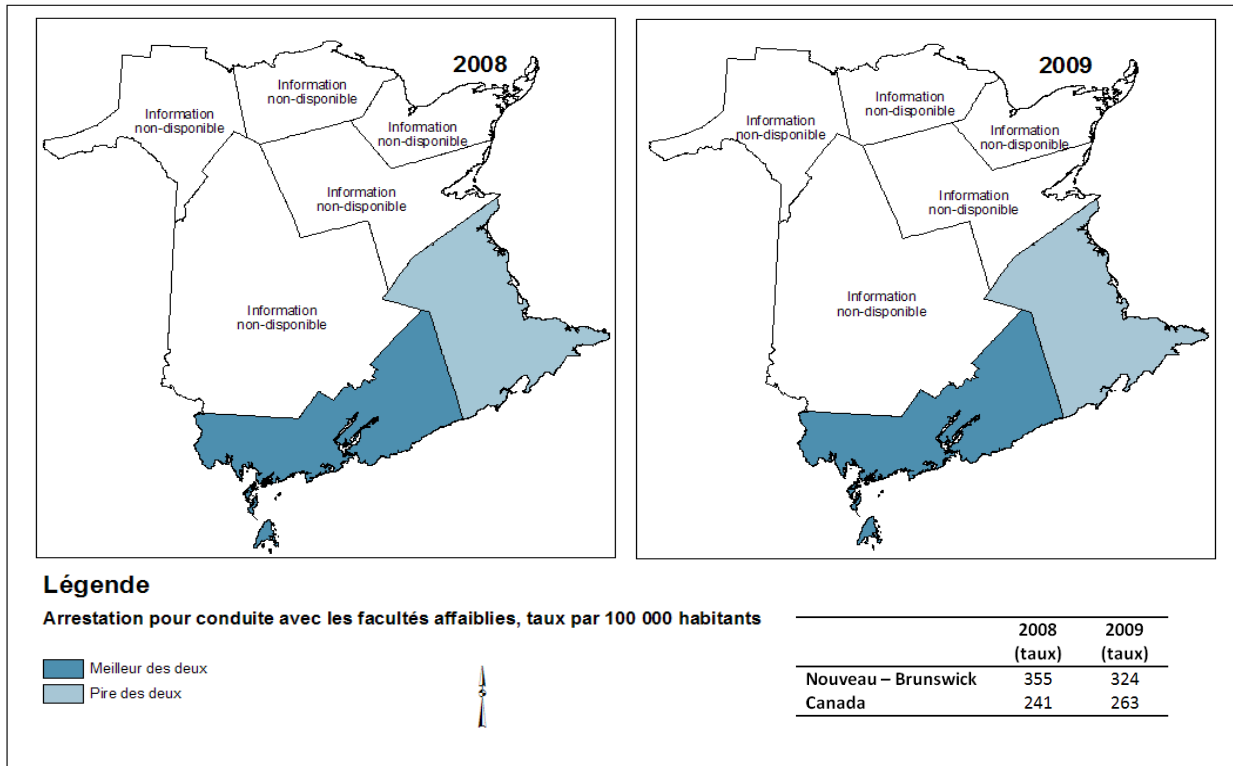 2008
Information
non-disponible
Information
non-disponible
Information
non-disponible
Information
non-disponible
Information
non-disponible
2009
Information
non-disponible
Information
non-disponible
Information
non-disponible
Information
non-disponible
Information
non-disponible
Légende
Arrestation pour conduite avec les facultés affaiblies, taux par 100 000 habitants
Meilleur des deux
Pire des deux
2008 2009
(taux) (taux)
Nouveau – Brunswick 355 324
Canada 241 263